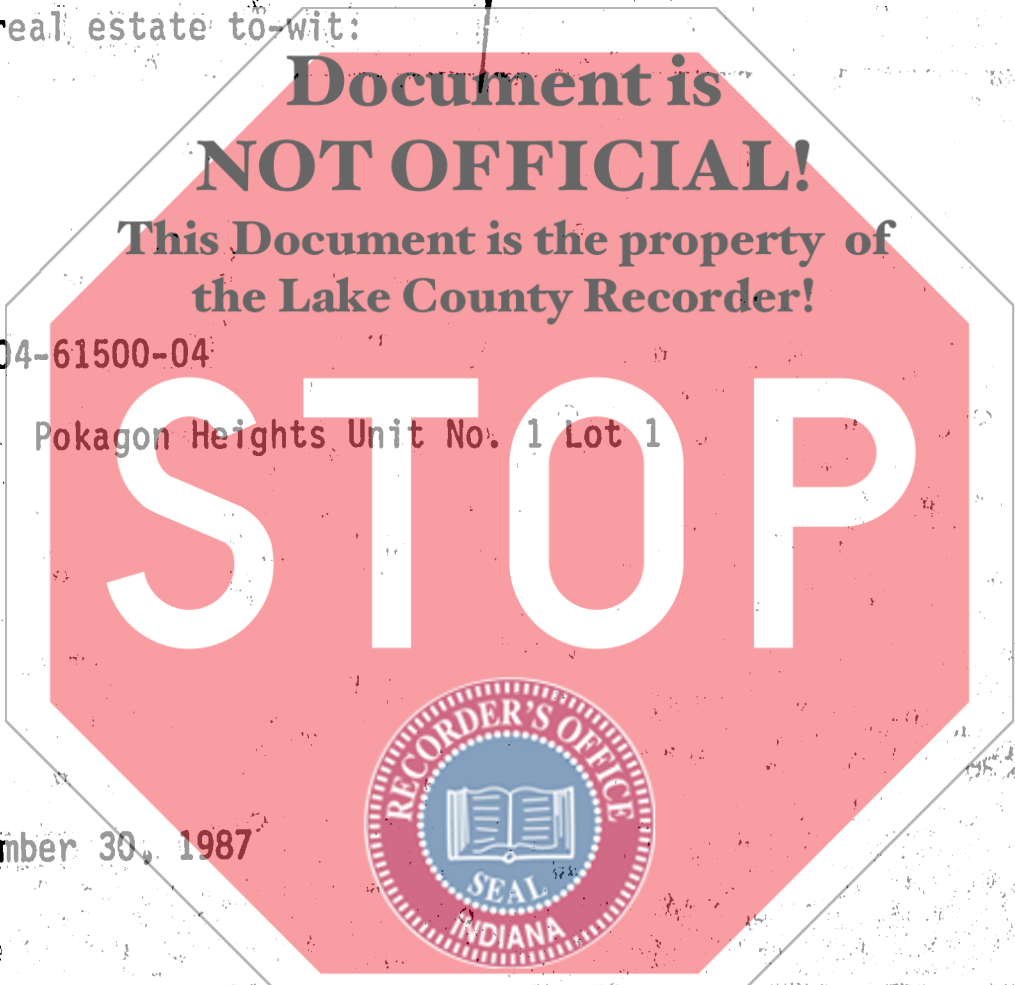 real estate to-wit:
Document is
NOT OFFICIAL!
This Document is the property of
the Lake County Recorder!
04-61500-04
Pokagon Heights Unit No. 1 Lot 1
STOP
RECORDER'S OFFICE
SEAL
INDIANA
mber 30, 1987